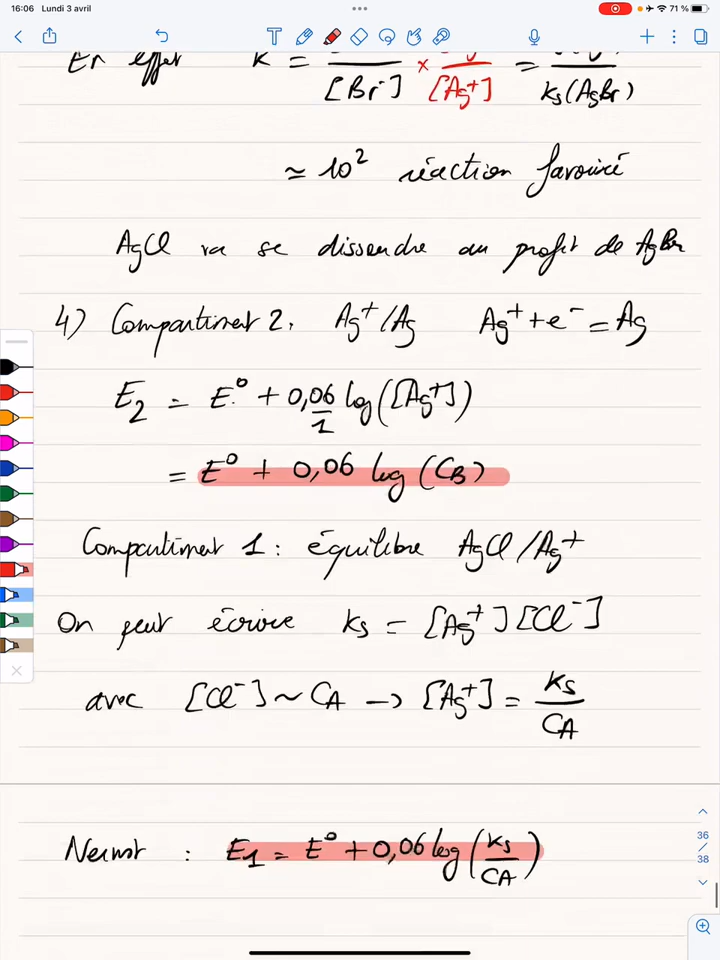 16:06 Lundi 3 avril
71 %
En effet K = [Br⁻] × [Ag⁺] = Ks(AgBr)
≃ 10² réaction favorisée
AgCl va se dissoudre au profit de AgBr
4) Compartiment 2. Ag⁺/Ag Ag⁺ + e⁻ = Ag
E₂ = E° + 0,06/1 log([Ag⁺])
= E° + 0,06 log (CB)
Compartiment 1 : équilibre AgCl/Ag⁺
On peut écrire Ks = [Ag⁺][Cl⁻]
avec [Cl⁻] ~ CA → [Ag⁺] = Ks/CA
Nernst : E1 = E° + 0,06 log(Ks/CA)
36
/
38